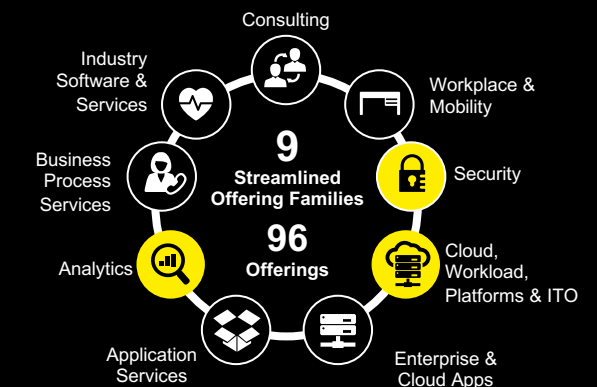 Consulting
Industry
Software &
Services
Workplace &
Mobility
9
Streamlined
Offering Families
Business
Process
Services
Security
96
Offerings
Analytics
Cloud,
Workload,
Platforms & ITO
Application
Services
Enterprise &
Cloud Apps